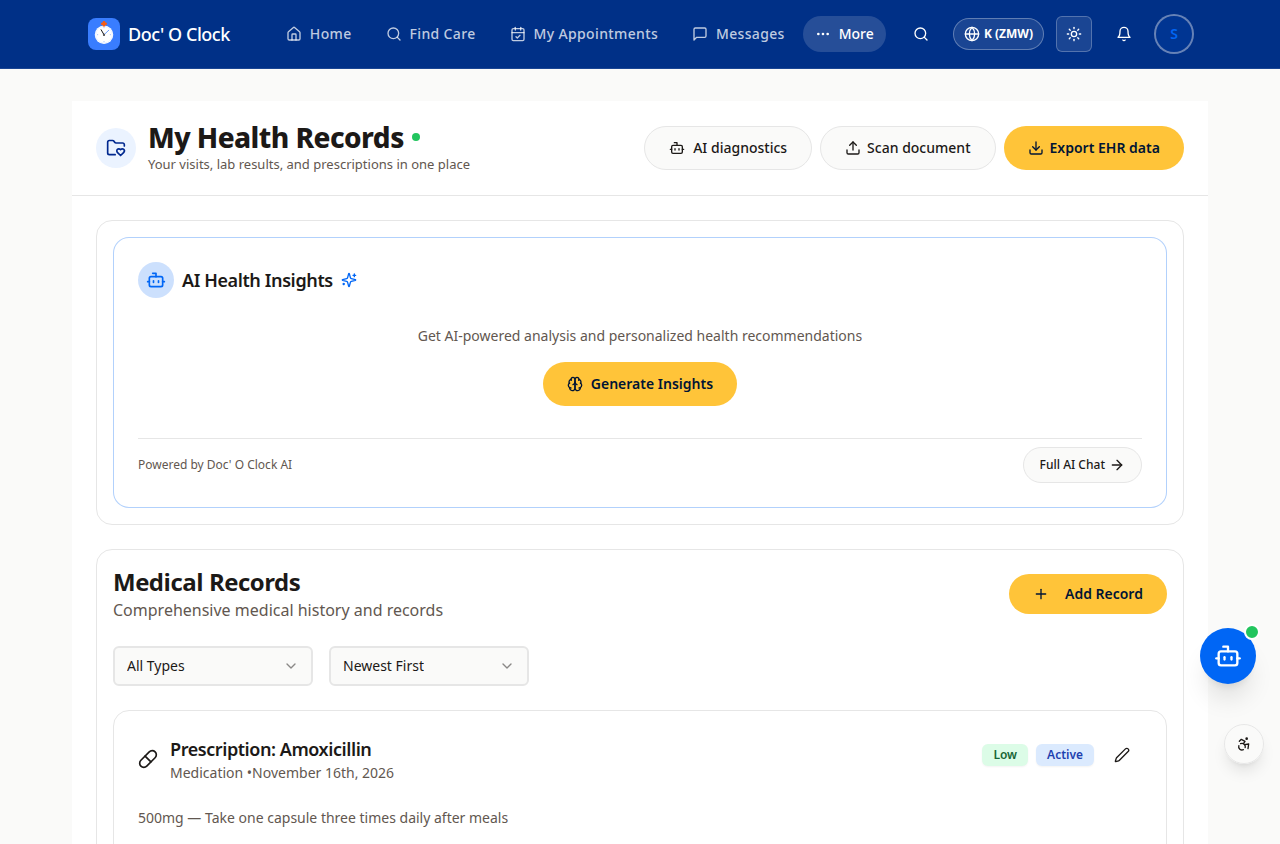 Doc' O Clock
Home
Find Care
My Appointments
Messages
More
K (ZMW)
S
My Health Records
Your visits, lab results, and prescriptions in one place
AI diagnostics
Scan document
Export EHR data
AI Health Insights
Get AI-powered analysis and personalized health recommendations
Generate Insights
Powered by Doc' O Clock AI
Full AI Chat
Medical Records
Comprehensive medical history and records
Add Record
All Types
Newest First
Prescription: Amoxicillin
Medication •November 16th, 2026
Low
Active
500mg — Take one capsule three times daily after meals